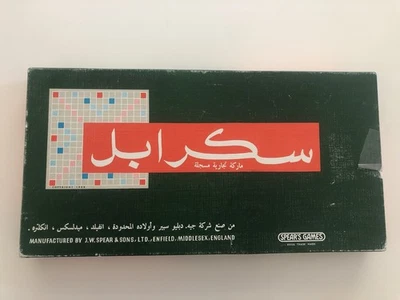 سكرابل
ماركة تجارية مسجلة
من صنع شركة جيه. دبليو سبير وأولاده المحدودة، انفيلد، ميدلسكس، انكلتره.
MANUFACTURED BY J.W. SPEAR & SONS, LTD., ENFIELD, MIDDLESEX, ENGLAND
SPEAR'S GAMES